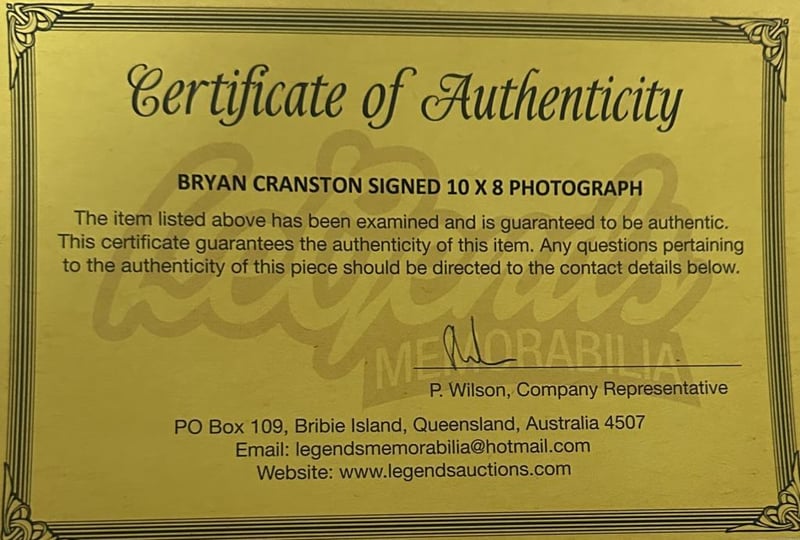 Certificate of Authenticity
BRYAN CRANSTON SIGNED 10 X 8 PHOTOGRAPH
The item listed above has been examined and is guaranteed to be authentic.
This certificate guarantees the authenticity of this item. Any questions pertaining
to the authenticity of this piece should be directed to the contact details below.
Legends
MEMORABILIA
P. Wilson, Company Representative
PO Box 109, Bribie Island, Queensland, Australia 4507
Email: legendsmemorabilia@hotmail.com
Website: www.legendsauctions.com